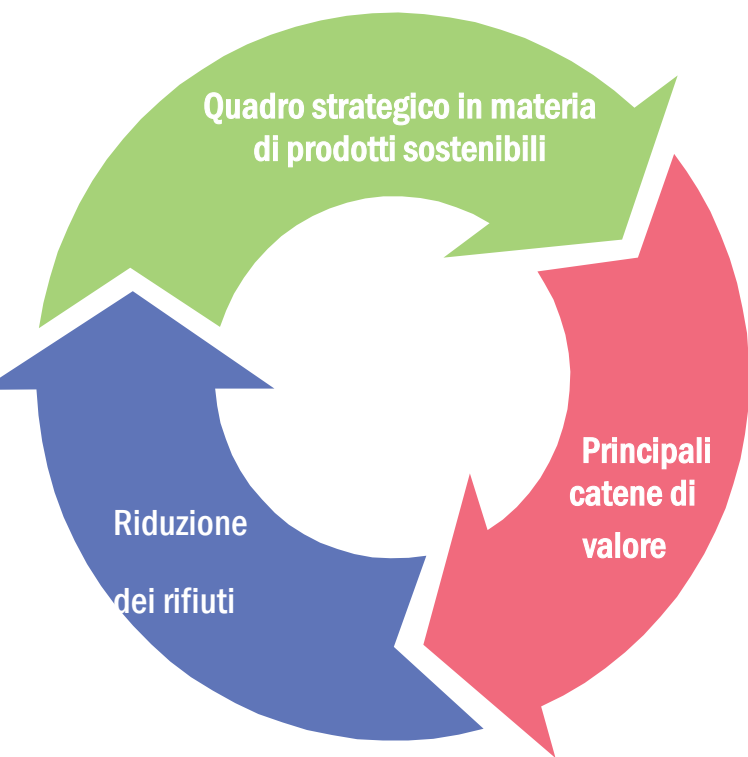 Quadro strategico in materia
di prodotti sostenibili
Principali
catene di
valore
Riduzione
dei rifiuti